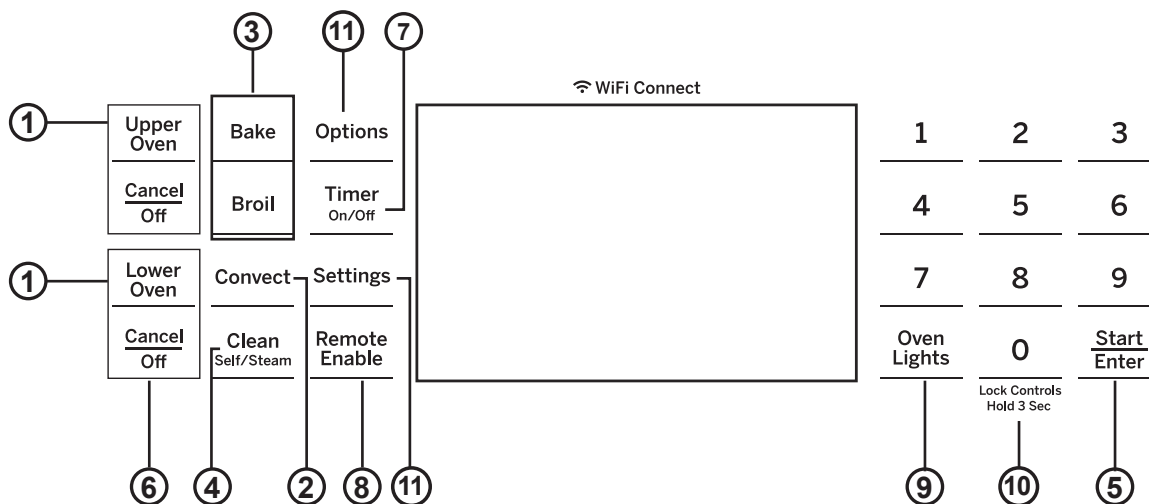 3
11
7
WiFi Connect
1
Upper
Oven
Bake
Options
1
2
3
Cancel
Off
Broil
Timer
On/Off
4
5
6
1
Lower
Oven
Convect
Settings
7
8
9
Cancel
Off
Clean
Self/Steam
Remote
Enable
Oven
Lights
0
Start
Enter
Lock Controls
Hold 3 Sec
6
4
2
8
11
9
10
5